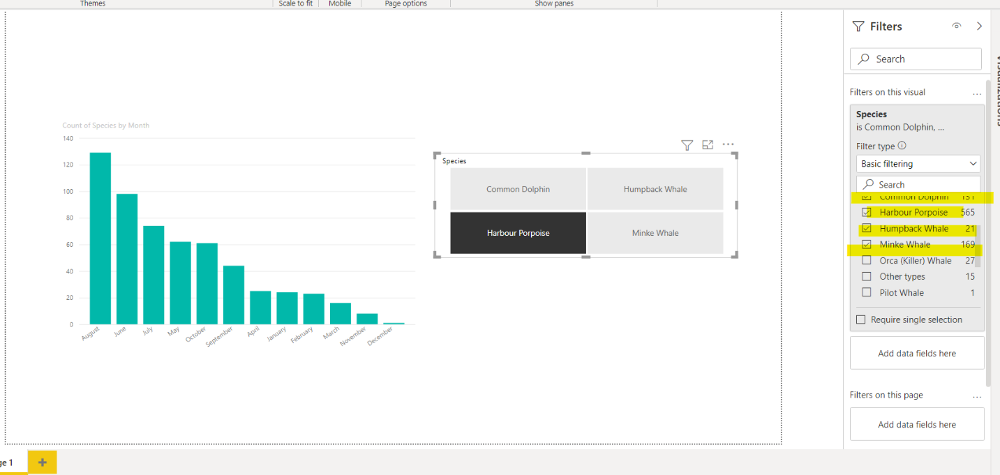 Themes
Scale to fit
Mobile
Page options
Show panes
Filters
Search
Filters on this visual
...
Species
is Common Dolphin, ...
Filter type
Basic filtering
Search
Common Dolphin 151
Harbour Porpoise 565
Humpback Whale 21
Minke Whale 169
Orca (Killer) Whale 27
Other types 15
Pilot Whale 1
Require single selection
Add data fields here
Filters on this page
...
Add data fields here
Visualizations
Count of Species by Month
140
120
100
80
60
40
20
0
August
June
July
May
October
September
April
January
February
March
November
December
Species
Common Dolphin
Humpback Whale
Harbour Porpoise
Minke Whale
ge 1
+